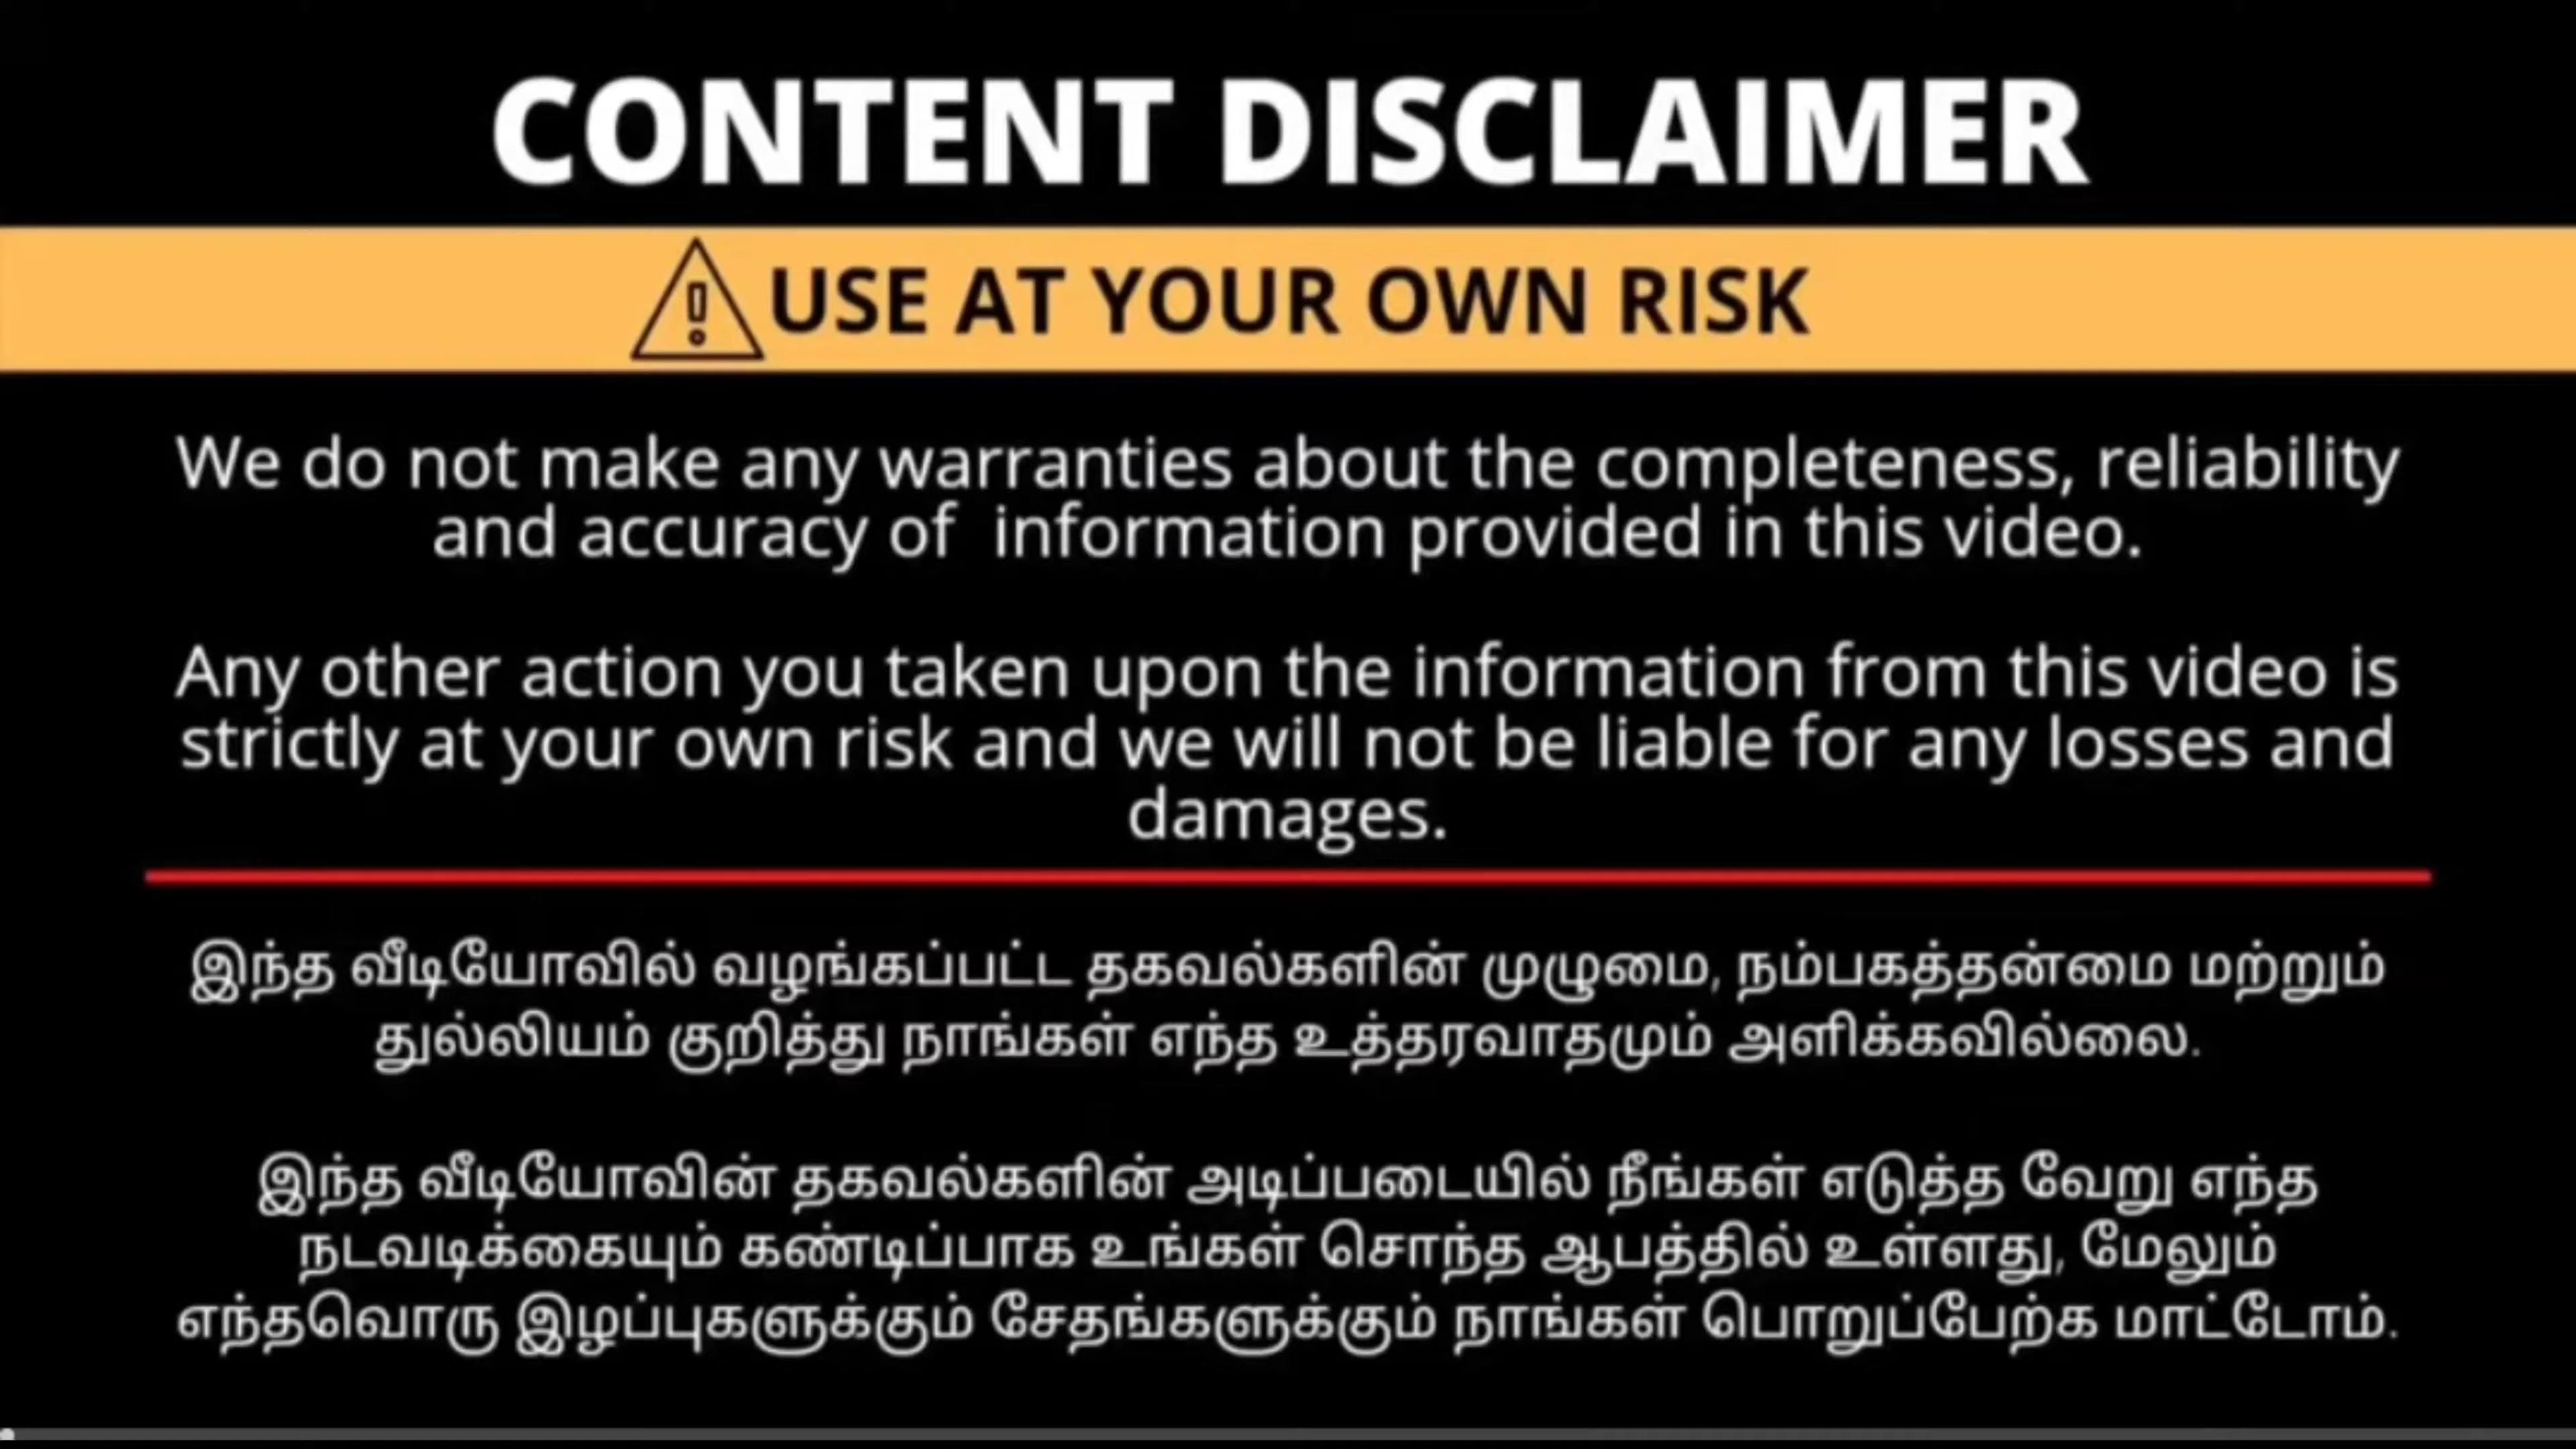 CONTENT DISCLAIMER
USE AT YOUR OWN RISK
We do not make any warranties about the completeness, reliability
and accuracy of information provided in this video.
Any other action you taken upon the information from this video is
strictly at your own risk and we will not be liable for any losses and
damages.
இந்த வீடியோவில் வழங்கப்பட்ட தகவல்களின் முழுமை, நம்பகத்தன்மை மற்றும்
துல்லியம் குறித்து நாங்கள் எந்த உத்தரவாதமும் அளிக்கவில்லை.
இந்த வீடியோவின் தகவல்களின் அடிப்படையில் நீங்கள் எடுத்த வேறு எந்த
நடவடிக்கையும் கண்டிப்பாக உங்கள் சொந்த ஆபத்தில் உள்ளது, மேலும்
எந்தவொரு இழப்புகளுக்கும் சேதங்களுக்கும் நாங்கள் பொறுப்பேற்க மாட்டோம்.